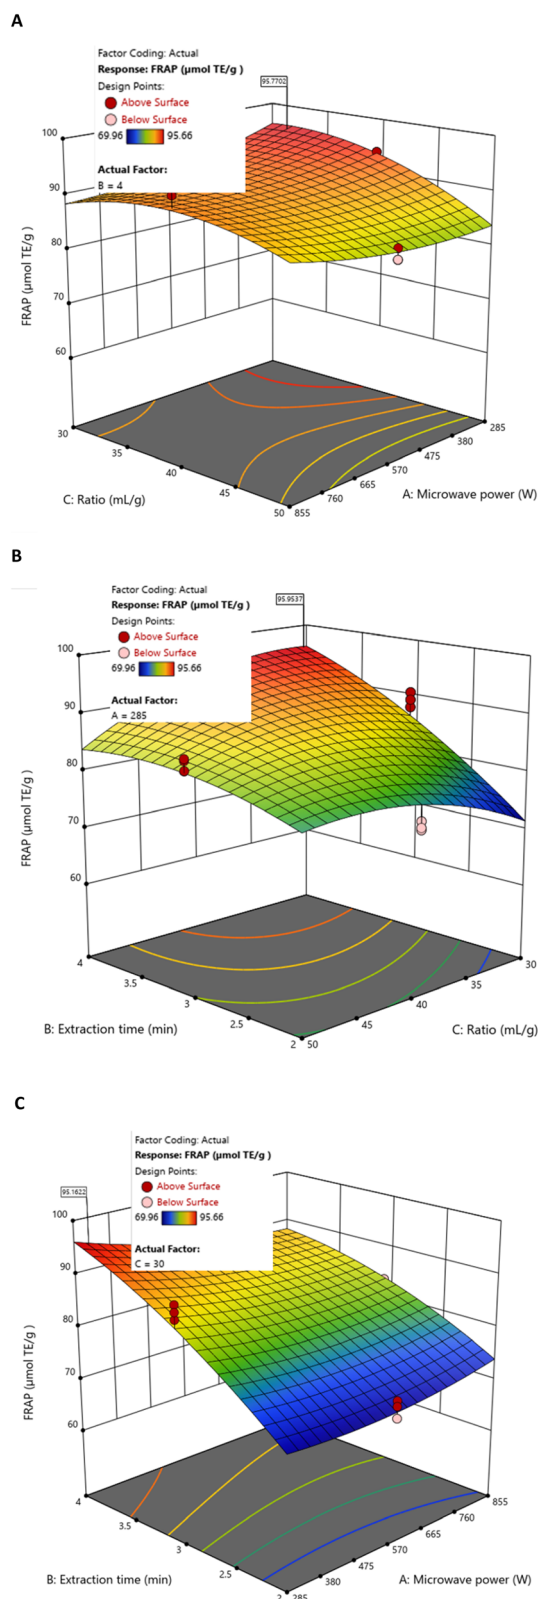 A
Factor Coding: Actual
Response: FRAP (µmol TE/g )
Design Points:
Above Surface
Below Surface
69.96 95.66
Actual Factor:
B = 4
95.7702
100
90
80
70
60
FRAP (µmol TE/g )
30
35
40
45
50
C: Ratio (mL/g)
855
760
665
570
475
380
285
A: Microwave power (W)
B
Factor Coding: Actual
Response: FRAP (µmol TE/g )
Design Points:
Above Surface
Below Surface
69.96 95.66
Actual Factor:
A = 285
95.9537
100
90
80
70
60
FRAP (µmol TE/g )
4
3.5
3
2.5
2
B: Extraction time (min)
50
45
40
35
30
C: Ratio (mL/g)
C
Factor Coding: Actual
Response: FRAP (µmol TE/g )
Design Points:
Above Surface
Below Surface
69.96 95.66
Actual Factor:
C = 30
95.1622
100
90
80
70
60
FRAP (µmol TE/g )
4
3.5
3
2.5
2
B: Extraction time (min)
285
380
475
570
665
760
855
A: Microwave power (W)